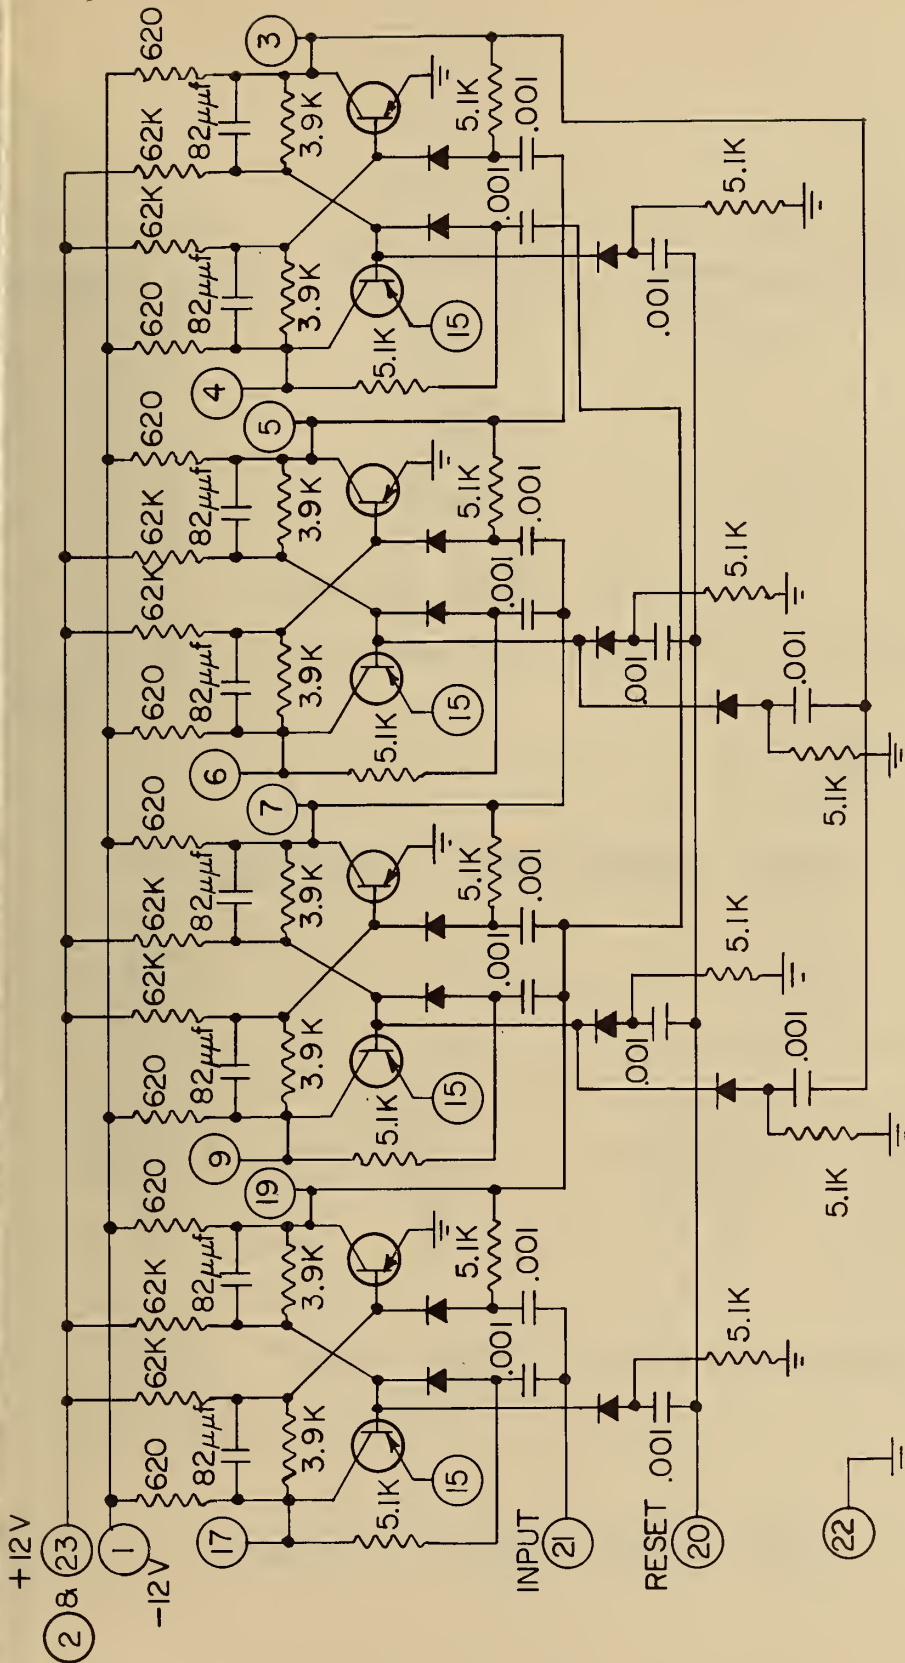 +12V
2 & 23
1
-12V
620 62K 62K 620 620 62K 62K 620 620 62K 62K 620 620 62K 62K 620
82μμf 82μμf 82μμf 82μμf 82μμf 82μμf 82μμf 82μμf
17 19 9 7 6 5 4 3
3.9K 3.9K 3.9K 3.9K 3.9K 3.9K 3.9K 3.9K
5.1K 15 5.1K 5.1K 15 5.1K 5.1K 15 5.1K 5.1K 15 5.1K
.001 .001 .001 .001 .001 .001 .001 .001
INPUT
21
RESET
20
.001 .001 .001 .001
5.1K 5.1K 5.1K 5.1K
.001 .001
5.1K 5.1K
22